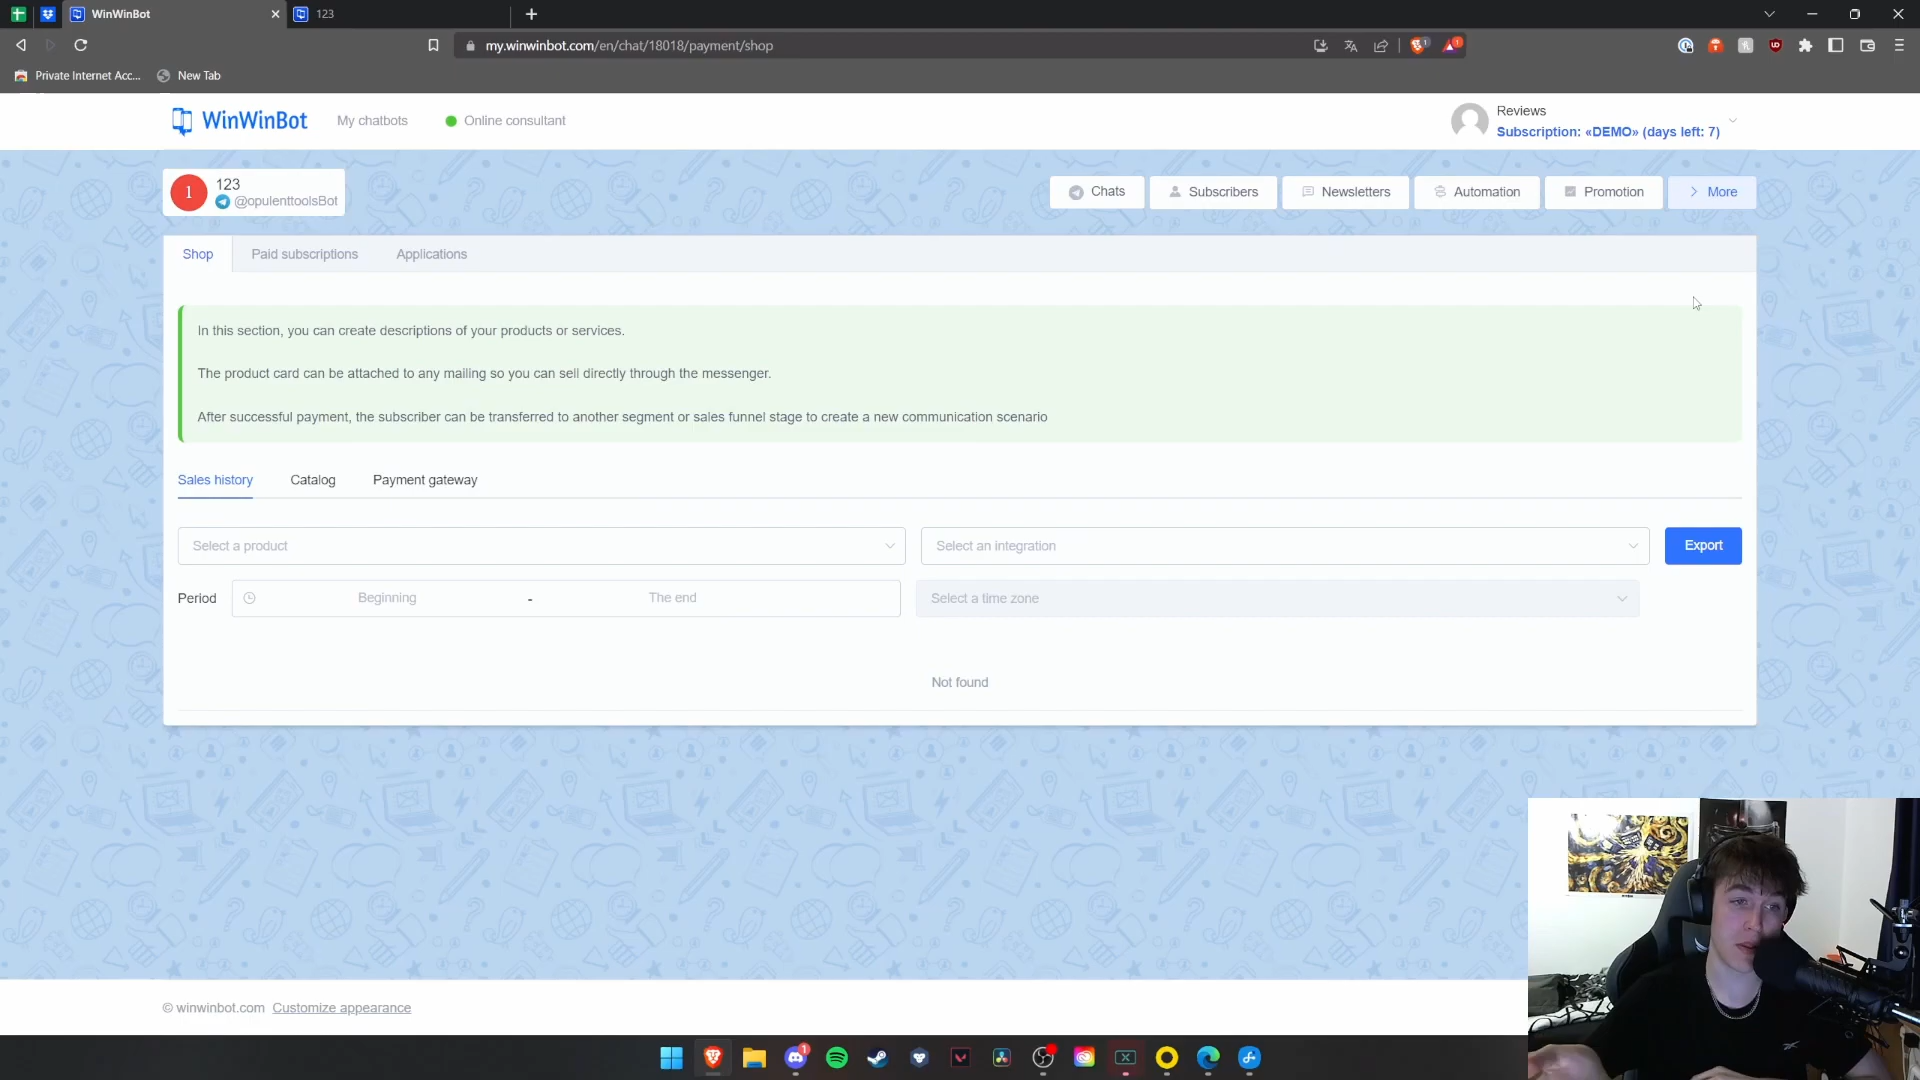 WinWinBot
123
my.winwinbot.com/en/chat/18018/payment/shop
Private Internet Acc...
New Tab
WinWinBot
My chatbots
Online consultant
Reviews
Subscription: «DEMO» (days left: 7)
1
123
@opulenttoolsBot
Chats
Subscribers
Newsletters
Automation
Promotion
More
Shop
Paid subscriptions
Applications
In this section, you can create descriptions of your products or services.
The product card can be attached to any mailing so you can sell directly through the messenger.
After successful payment, the subscriber can be transferred to another segment or sales funnel stage to create a new communication scenario
Sales history
Catalog
Payment gateway
Select a product
Select an integration
Export
Period
Beginning
-
The end
Select a time zone
Not found
© winwinbot.com Customize appearance